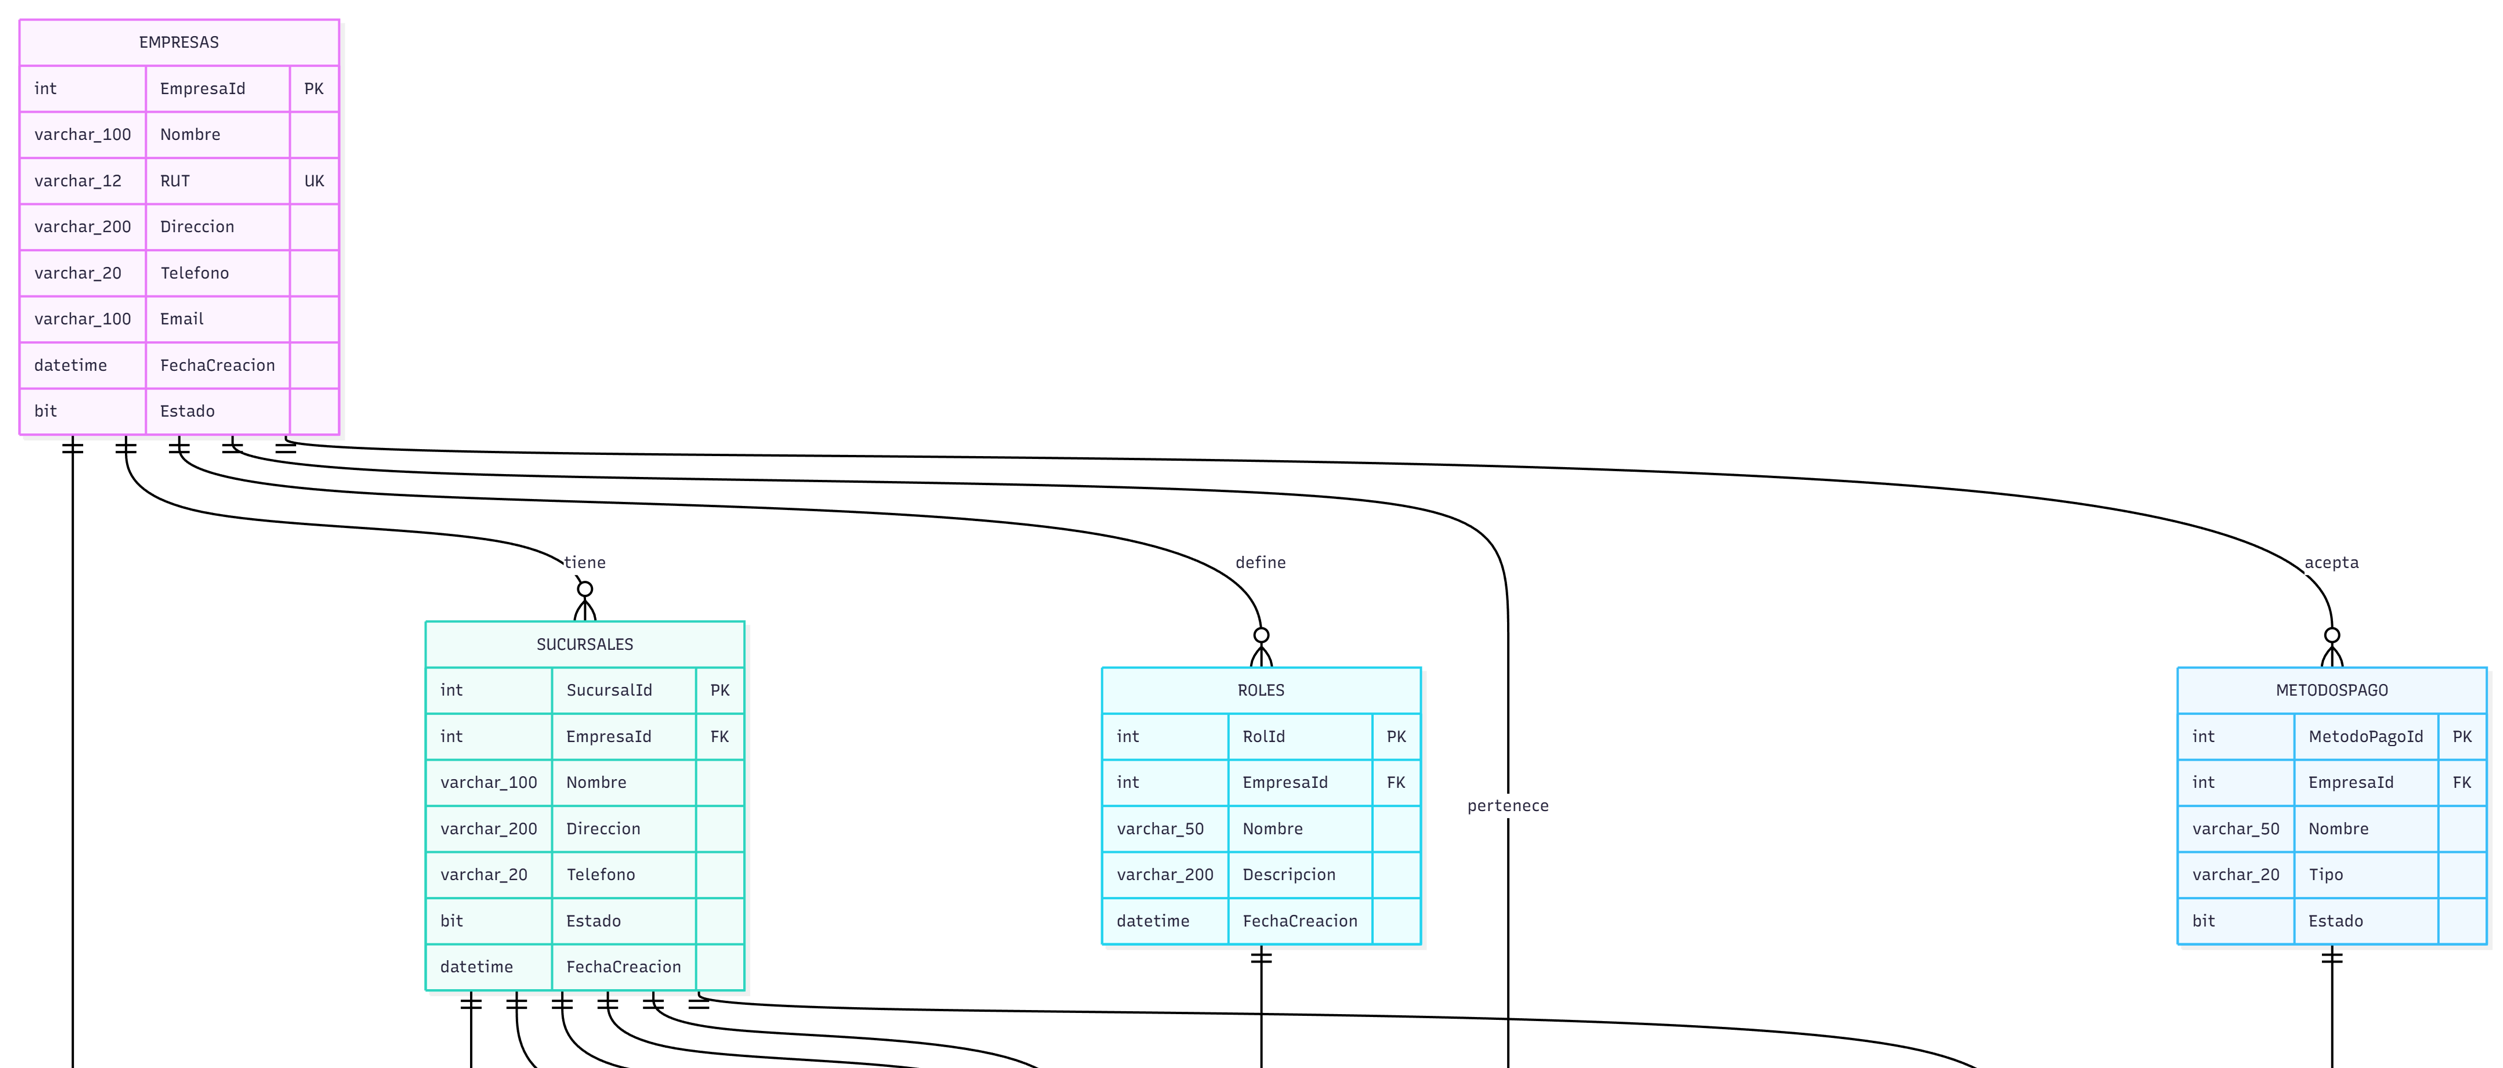 EMPRESAS
int EmpresaId PK
varchar_100 Nombre
varchar_12 RUT UK
varchar_200 Direccion
varchar_20 Telefono
varchar_100 Email
datetime FechaCreacion
bit Estado
tiene
define
acepta
pertenece
SUCURSALES
int SucursalId PK
int EmpresaId FK
varchar_100 Nombre
varchar_200 Direccion
varchar_20 Telefono
bit Estado
datetime FechaCreacion
ROLES
int RolId PK
int EmpresaId FK
varchar_50 Nombre
varchar_200 Descripcion
datetime FechaCreacion
METODOSPAGO
int MetodoPagoId PK
int EmpresaId FK
varchar_50 Nombre
varchar_20 Tipo
bit Estado